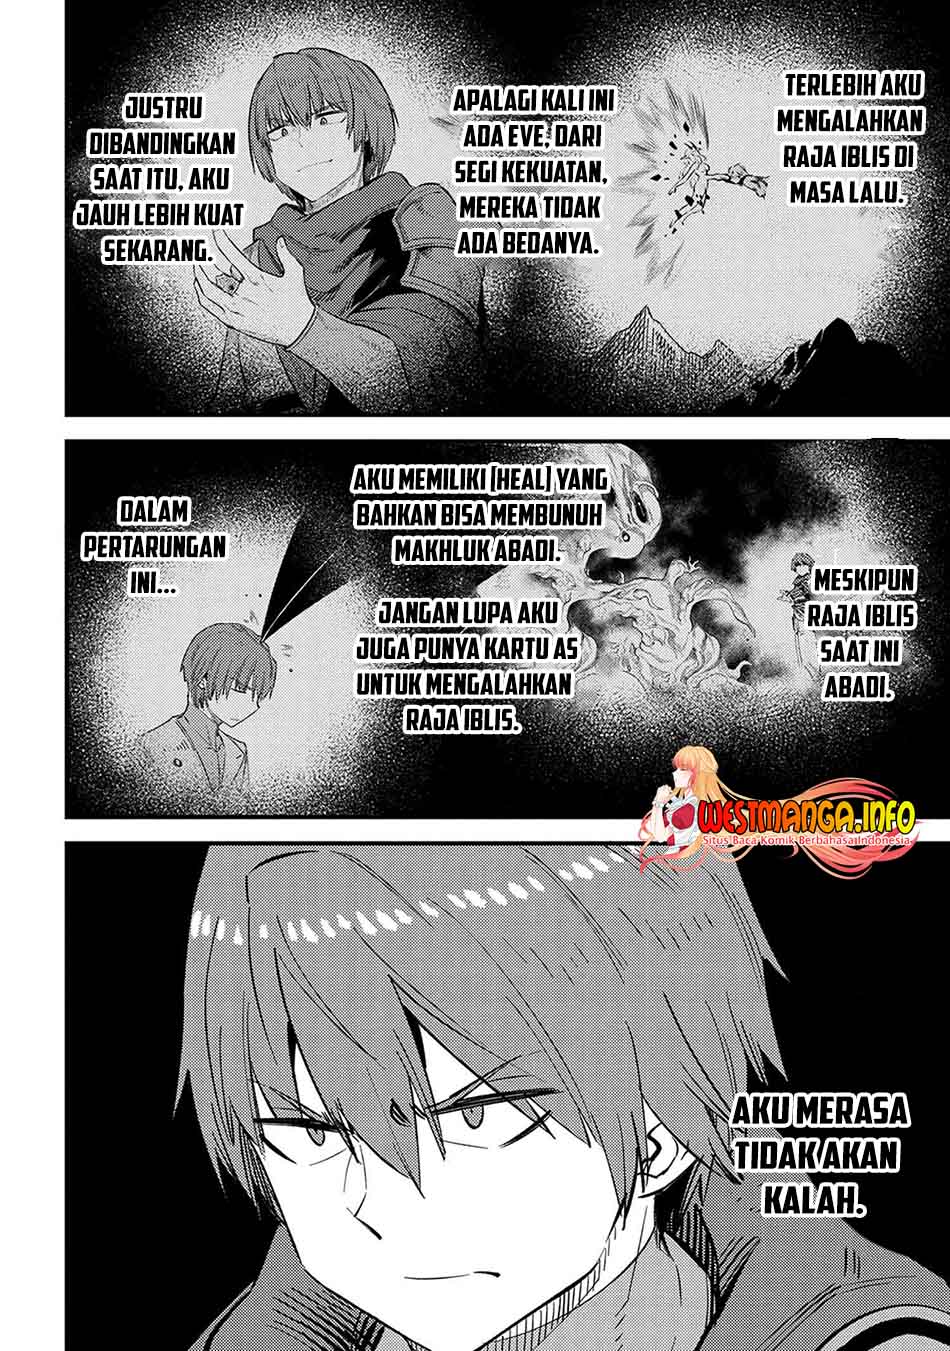 TERLEBIH AKU
MENGALAHKAN
RAJA IBLIS DI
MASA LALU.
APALAGI KALI INI
ADA EVE, DARI
SEGI KEKUATAN,
MEREKA TIDAK
ADA BEDANYA.
JUSTRU
DIBANDINGKAN
SAAT ITU, AKU
JAUH LEBIH KUAT
SEKARANG.
MESKIPUN
RAJA IBLIS
SAAT INI
ABADI.
AKU MEMILIKI [HEAL] YANG
BAHKAN BISA MEMBUNUH
MAKHLUK ABADI.
JANGAN LUPA AKU
JUGA PUNYA KARTU AS
UNTUK MENGALAHKAN
RAJA IBLIS.
DALAM
PERTARUNGAN
INI...
WESTMANGA.INFO
Situs Baca Komik Berbahasa Indonesia
AKU MERASA
TIDAK AKAN
KALAH.